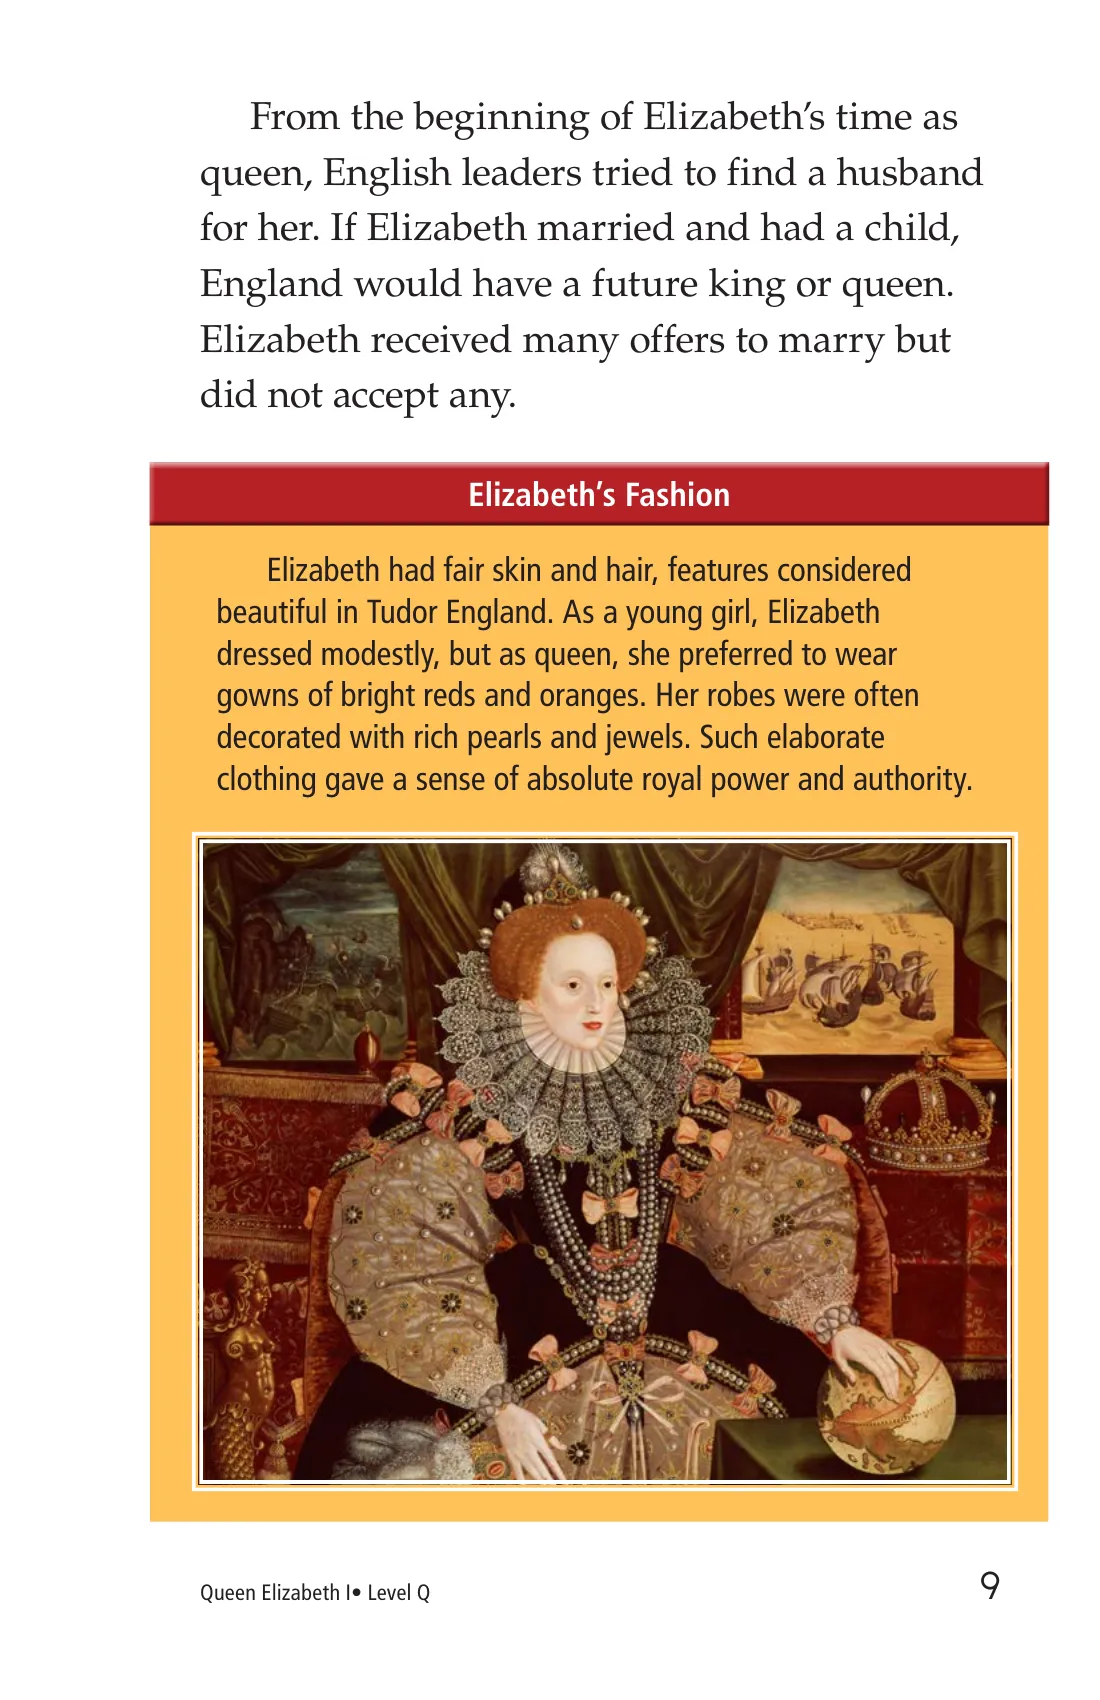 From the beginning of Elizabeth’s time as
queen, English leaders tried to find a husband
for her. If Elizabeth married and had a child,
England would have a future king or queen.
Elizabeth received many offers to marry but
did not accept any.
Elizabeth’s Fashion
Elizabeth had fair skin and hair, features considered
beautiful in Tudor England. As a young girl, Elizabeth
dressed modestly, but as queen, she preferred to wear
gowns of bright reds and oranges. Her robes were often
decorated with rich pearls and jewels. Such elaborate
clothing gave a sense of absolute royal power and authority.
Queen Elizabeth I• Level Q
9